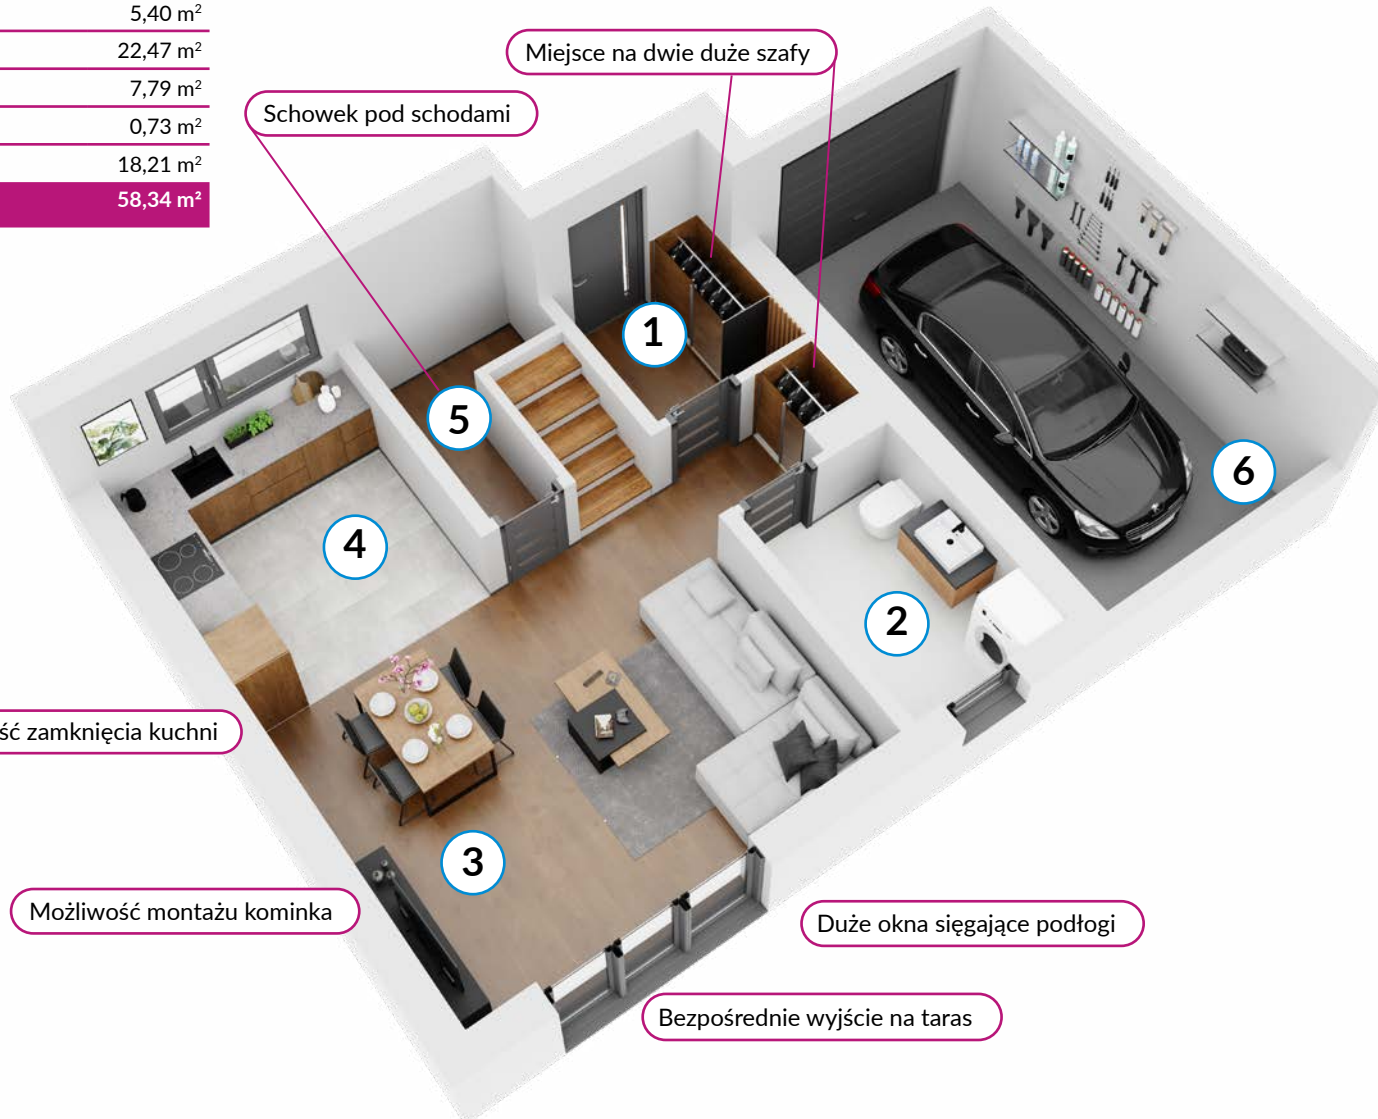 5,40 m²
22,47 m²
7,79 m²
0,73 m²
18,21 m²
58,34 m²
Miejsce na dwie duże szafy
Schowek pod schodami
1
5
6
4
2
ść zamknięcia kuchni
3
Możliwość montażu kominka
Duże okna sięgające podłogi
Bezpośrednie wyjście na taras